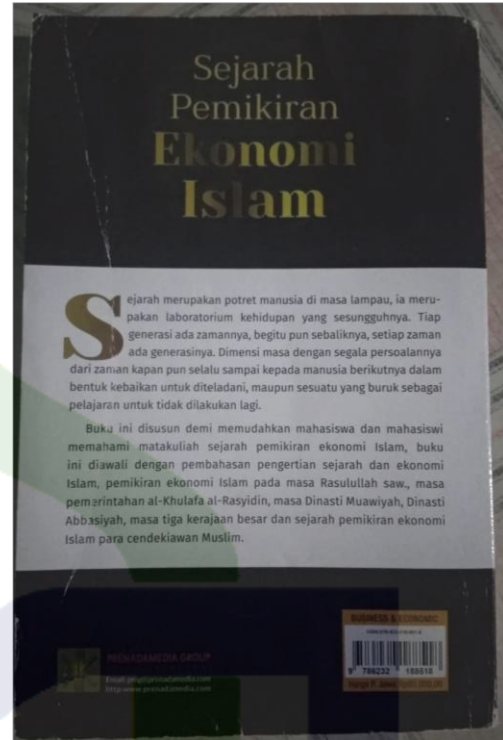 Sejarah
Pemikiran
Ekonomi
Islam
Sejarah merupakan potret manusia di masa lampau, ia meru-
pakan laboratorium kehidupan yang sesungguhnya. Tiap
generasi ada zamannya, begitu pun sebaliknya, setiap zaman
ada generasinya. Dimensi masa dengan segala persoalannya
dari zaman kapan pun selalu sampai kepada manusia berikutnya dalam
bentuk kebaikan untuk diteladani, maupun sesuatu yang buruk sebagai
pelajaran untuk tidak dilakukan lagi.
Buku ini disusun demi memudahkan mahasiswa dan mahasiswi
memahami matakuliah sejarah pemikiran ekonomi Islam, buku
ini diawali dengan pembahasan pengertian sejarah dan ekonomi
Islam, pemikiran ekonomi Islam pada masa Rasulullah saw., masa
pemerintahan al-Khulafa al-Rasyidin, masa Dinasti Muawiyah, Dinasti
Abbasiyah, masa tiga kerajaan besar dan sejarah pemikiran ekonomi
Islam para cendekiawan Muslim.
BUSINESS & ECONOMIC
PRENADAMEDIA GROUP
http:www.prenadamedia.com